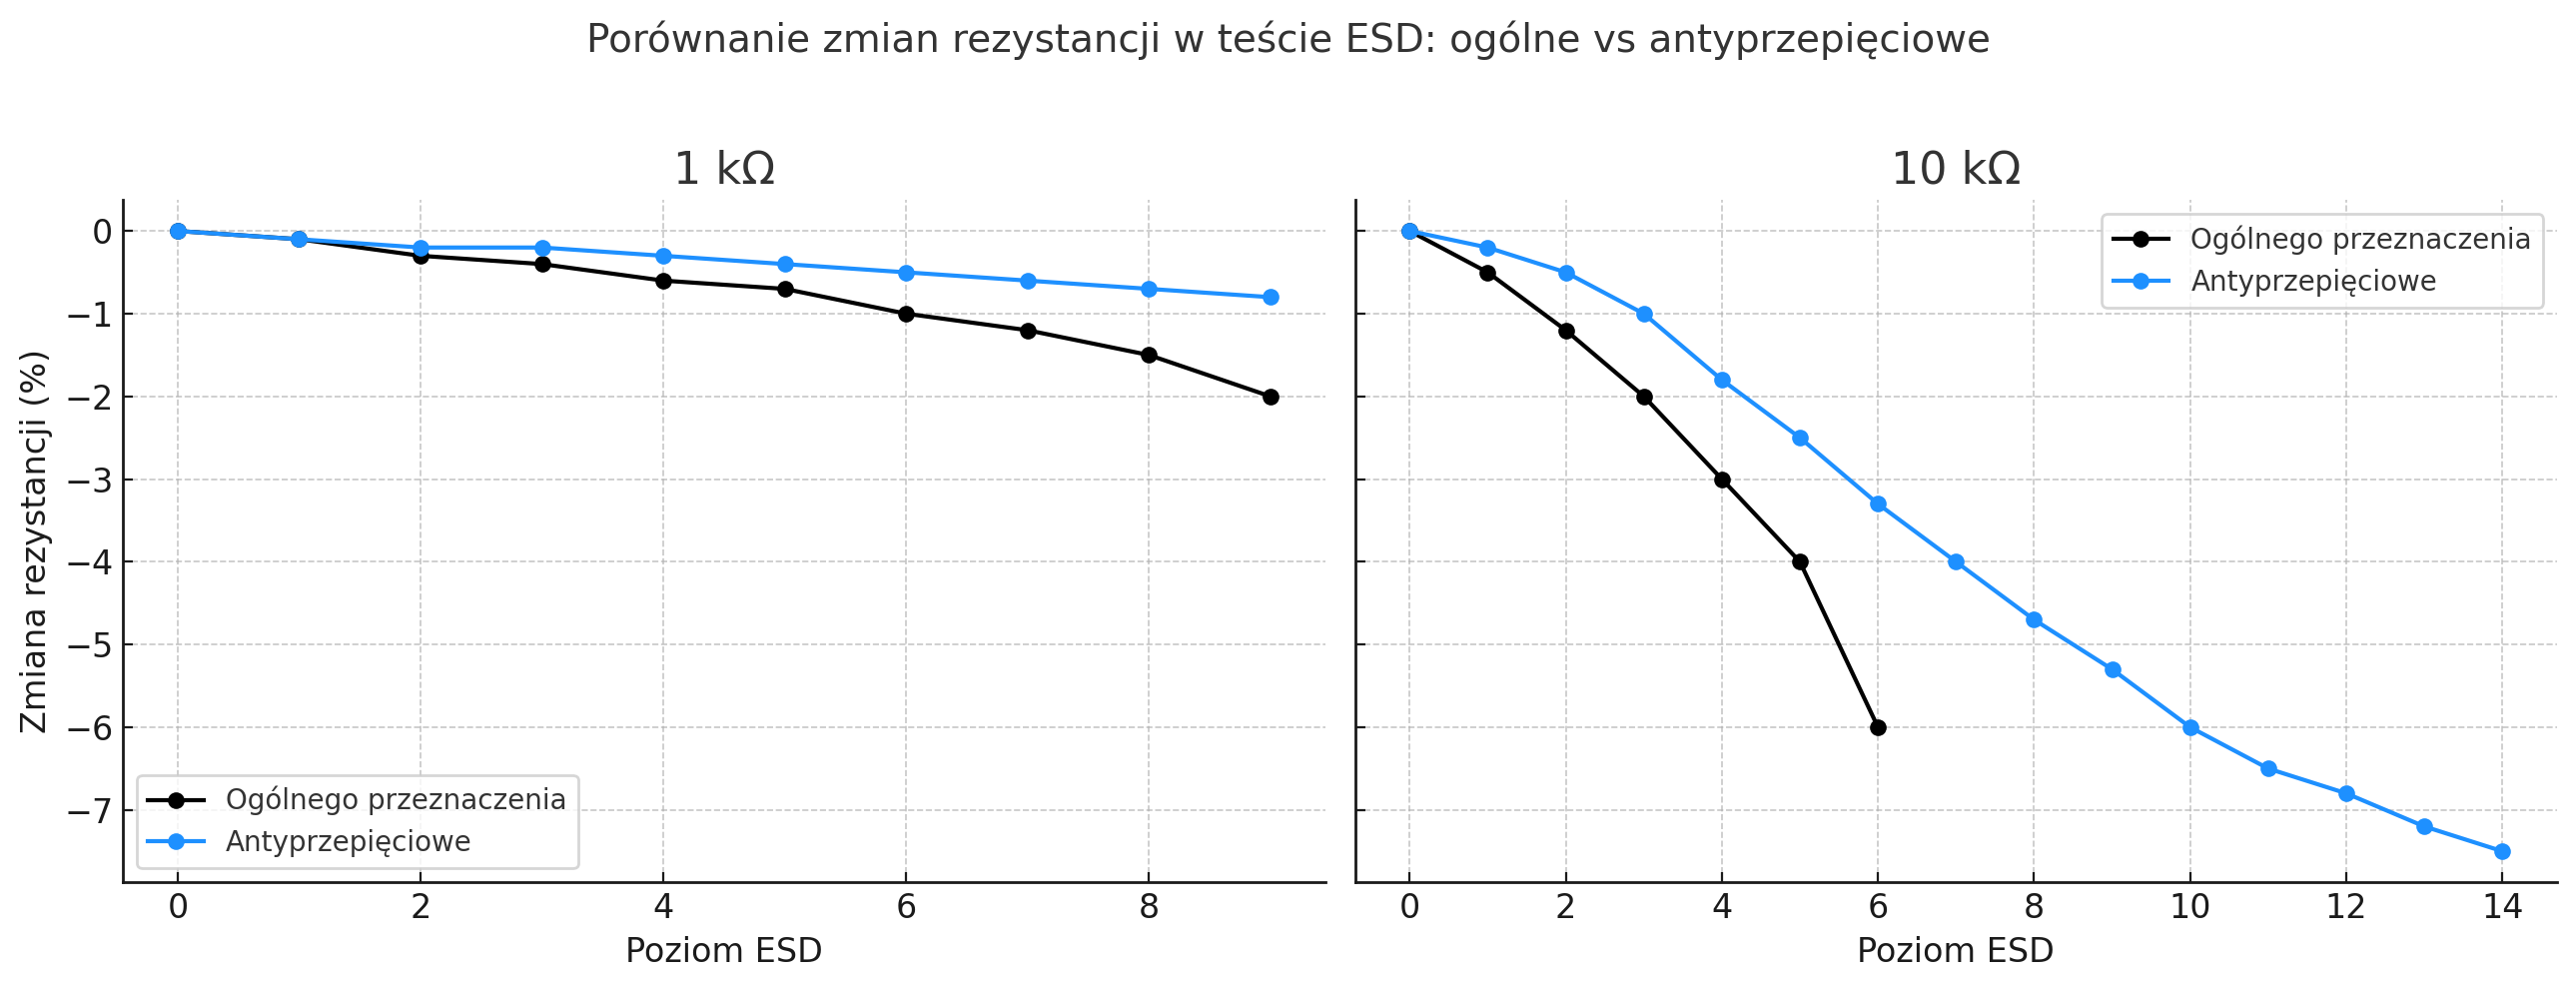 Porównanie zmian rezystancji w teście ESD: ogólne vs antyprzepięciowe
1 kΩ
Zmiana rezystancji (%)
0
−1
−2
−3
−4
−5
−6
−7
Ogólnego przeznaczenia
Antyprzepięciowe
0 2 4 6 8
Poziom ESD
10 kΩ
Ogólnego przeznaczenia
Antyprzepięciowe
0 2 4 6 8 10 12 14
Poziom ESD